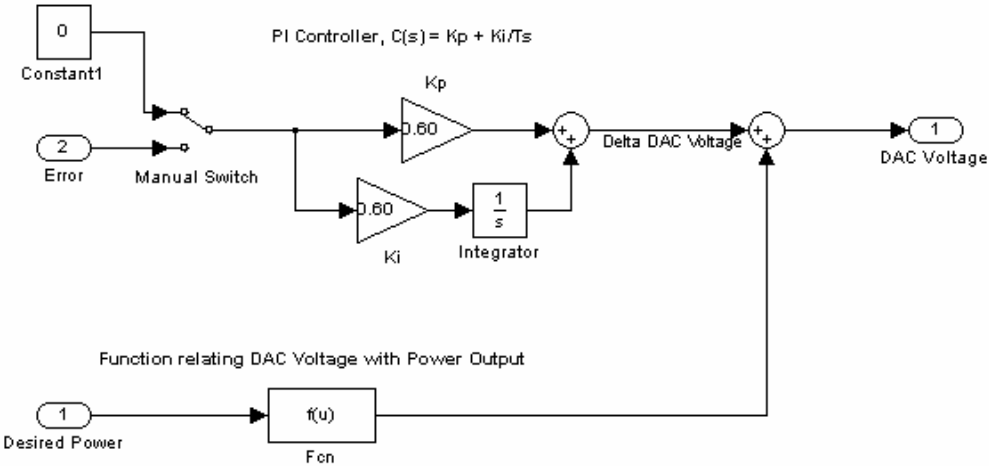 0
Constant1
PI Controller, C(s) = Kp + Ki/Ts
Kp
0.60
2
Error
Manual Switch
+
+
Delta DAC Voltage
+
+
1
DAC Voltage
0.60
Ki
1
s
Integrator
Function relating DAC Voltage with Power Output
1
Desired Power
f(u)
Fcn